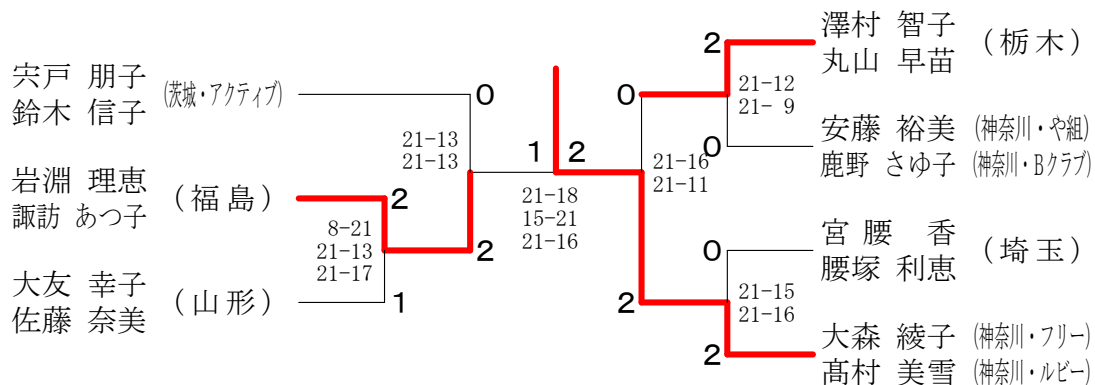 宍戸 朋子
鈴木 信子
(茨城・アクティブ)
0
21-13
21-13
岩淵 理恵
諏訪 あつ子
(福島)
2
8-21
21-13
21-17
2
大友 幸子
佐藤 奈美
(山形)
1
1
2
21-18
15-21
21-16
澤村 智子
丸山 早苗
(栃木)
2
21-12
21- 9
0
安藤 裕美 (神奈川・や組)
鹿野 さゆ子 (神奈川・Bクラブ)
0
21-16
21-11
宮腰 香
腰塚 利恵
(埼玉)
0
21-15
21-16
2
大森 綾子 (神奈川・フリー)
髙村 美雪 (神奈川・ルビー)
2